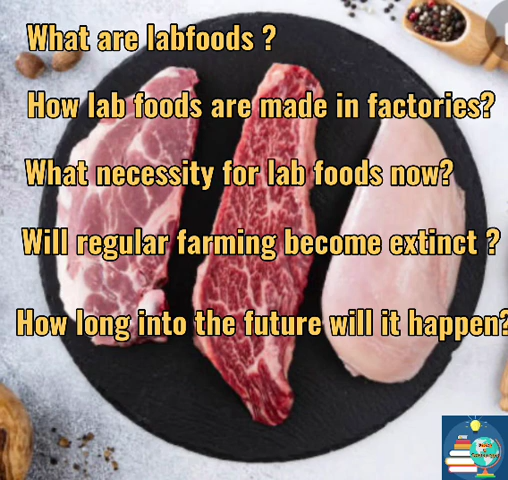 What are labfoods ?
How lab foods are made in factories?
What necessity for lab foods now?
Will regular farming become extinct ?
How long into the future will it happen?